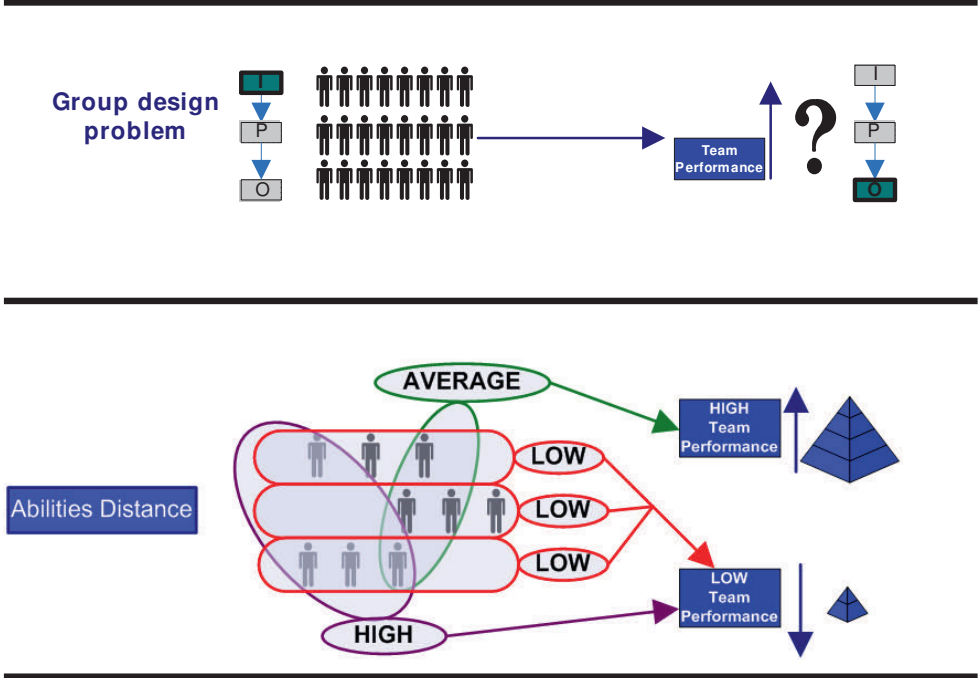 Group design
problem
I
P
O
Team
Performance
?
I
P
O
AVERAGE
HIGH
Team
Performance
LOW
Abilities Distance
LOW
LOW
LOW
Team
Performance
HIGH